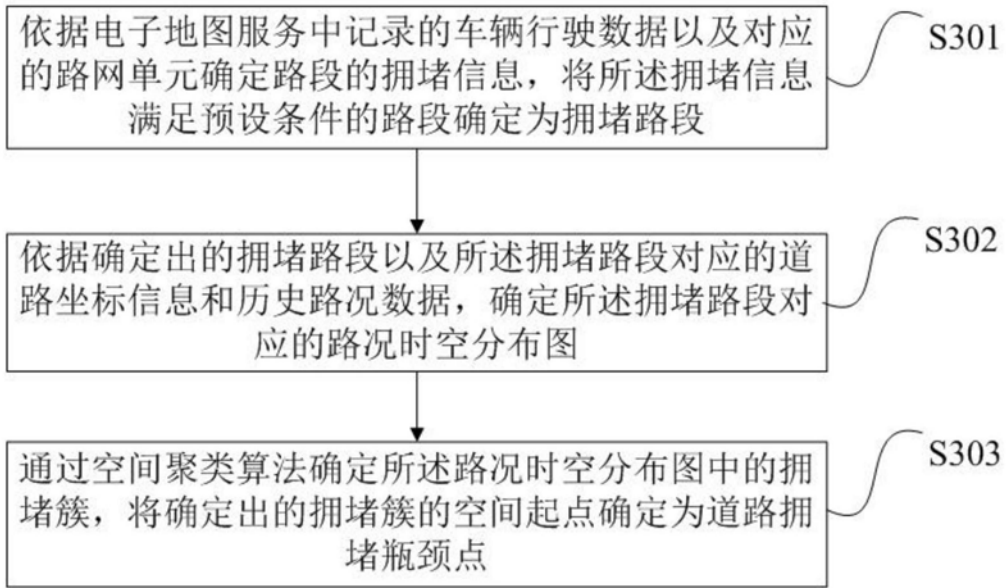 依据电子地图服务中记录的车辆行驶数据以及对应
的路网单元确定路段的拥堵信息，将所述拥堵信息
满足预设条件的路段确定为拥堵路段
S301
依据确定出的拥堵路段以及所述拥堵路段对应的道
路坐标信息和历史路况数据，确定所述拥堵路段对
应的路况时空分布图
S302
通过空间聚类算法确定所述路况时空分布图中的拥
堵簇，将确定出的拥堵簇的空间起点确定为道路拥
堵瓶颈点
S303